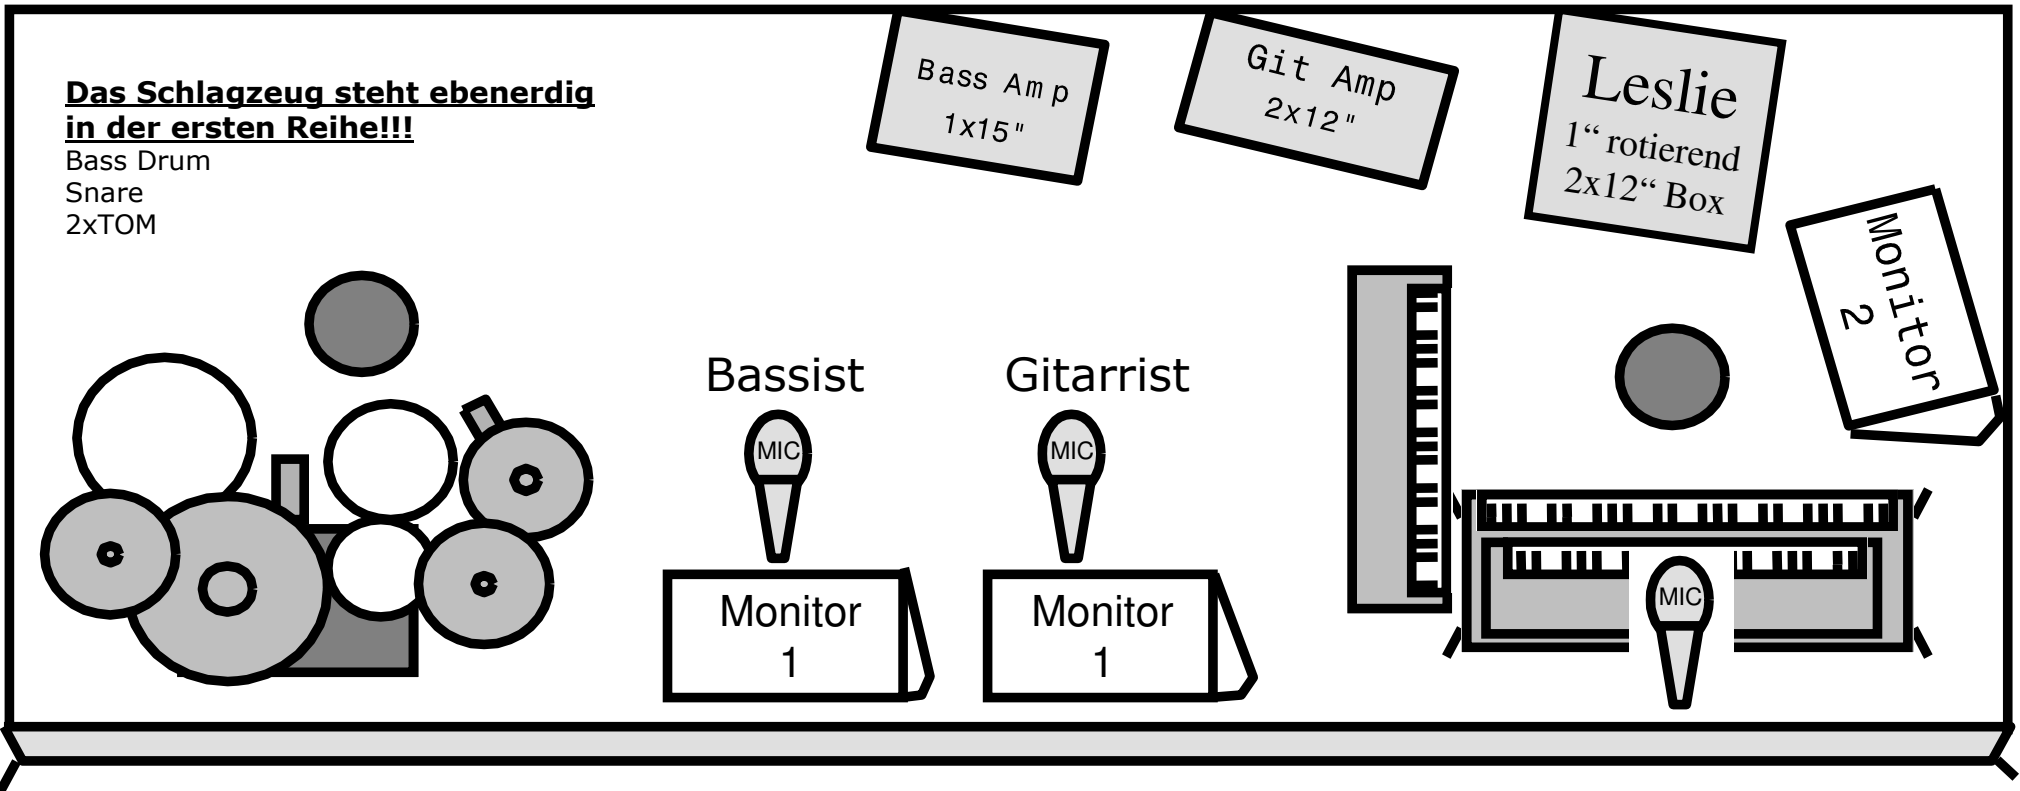 Das Schlagzeug steht ebenerdig
in der ersten Reihe!!!
Bass Drum
Snare
2xTOM
Bass Amp
1x15"
Git Amp
2x12"
Leslie
1“ rotierend
2x12“ Box
Monitor
2
Bassist
Gitarrist
MIC
MIC
MIC
Monitor
1
Monitor
1